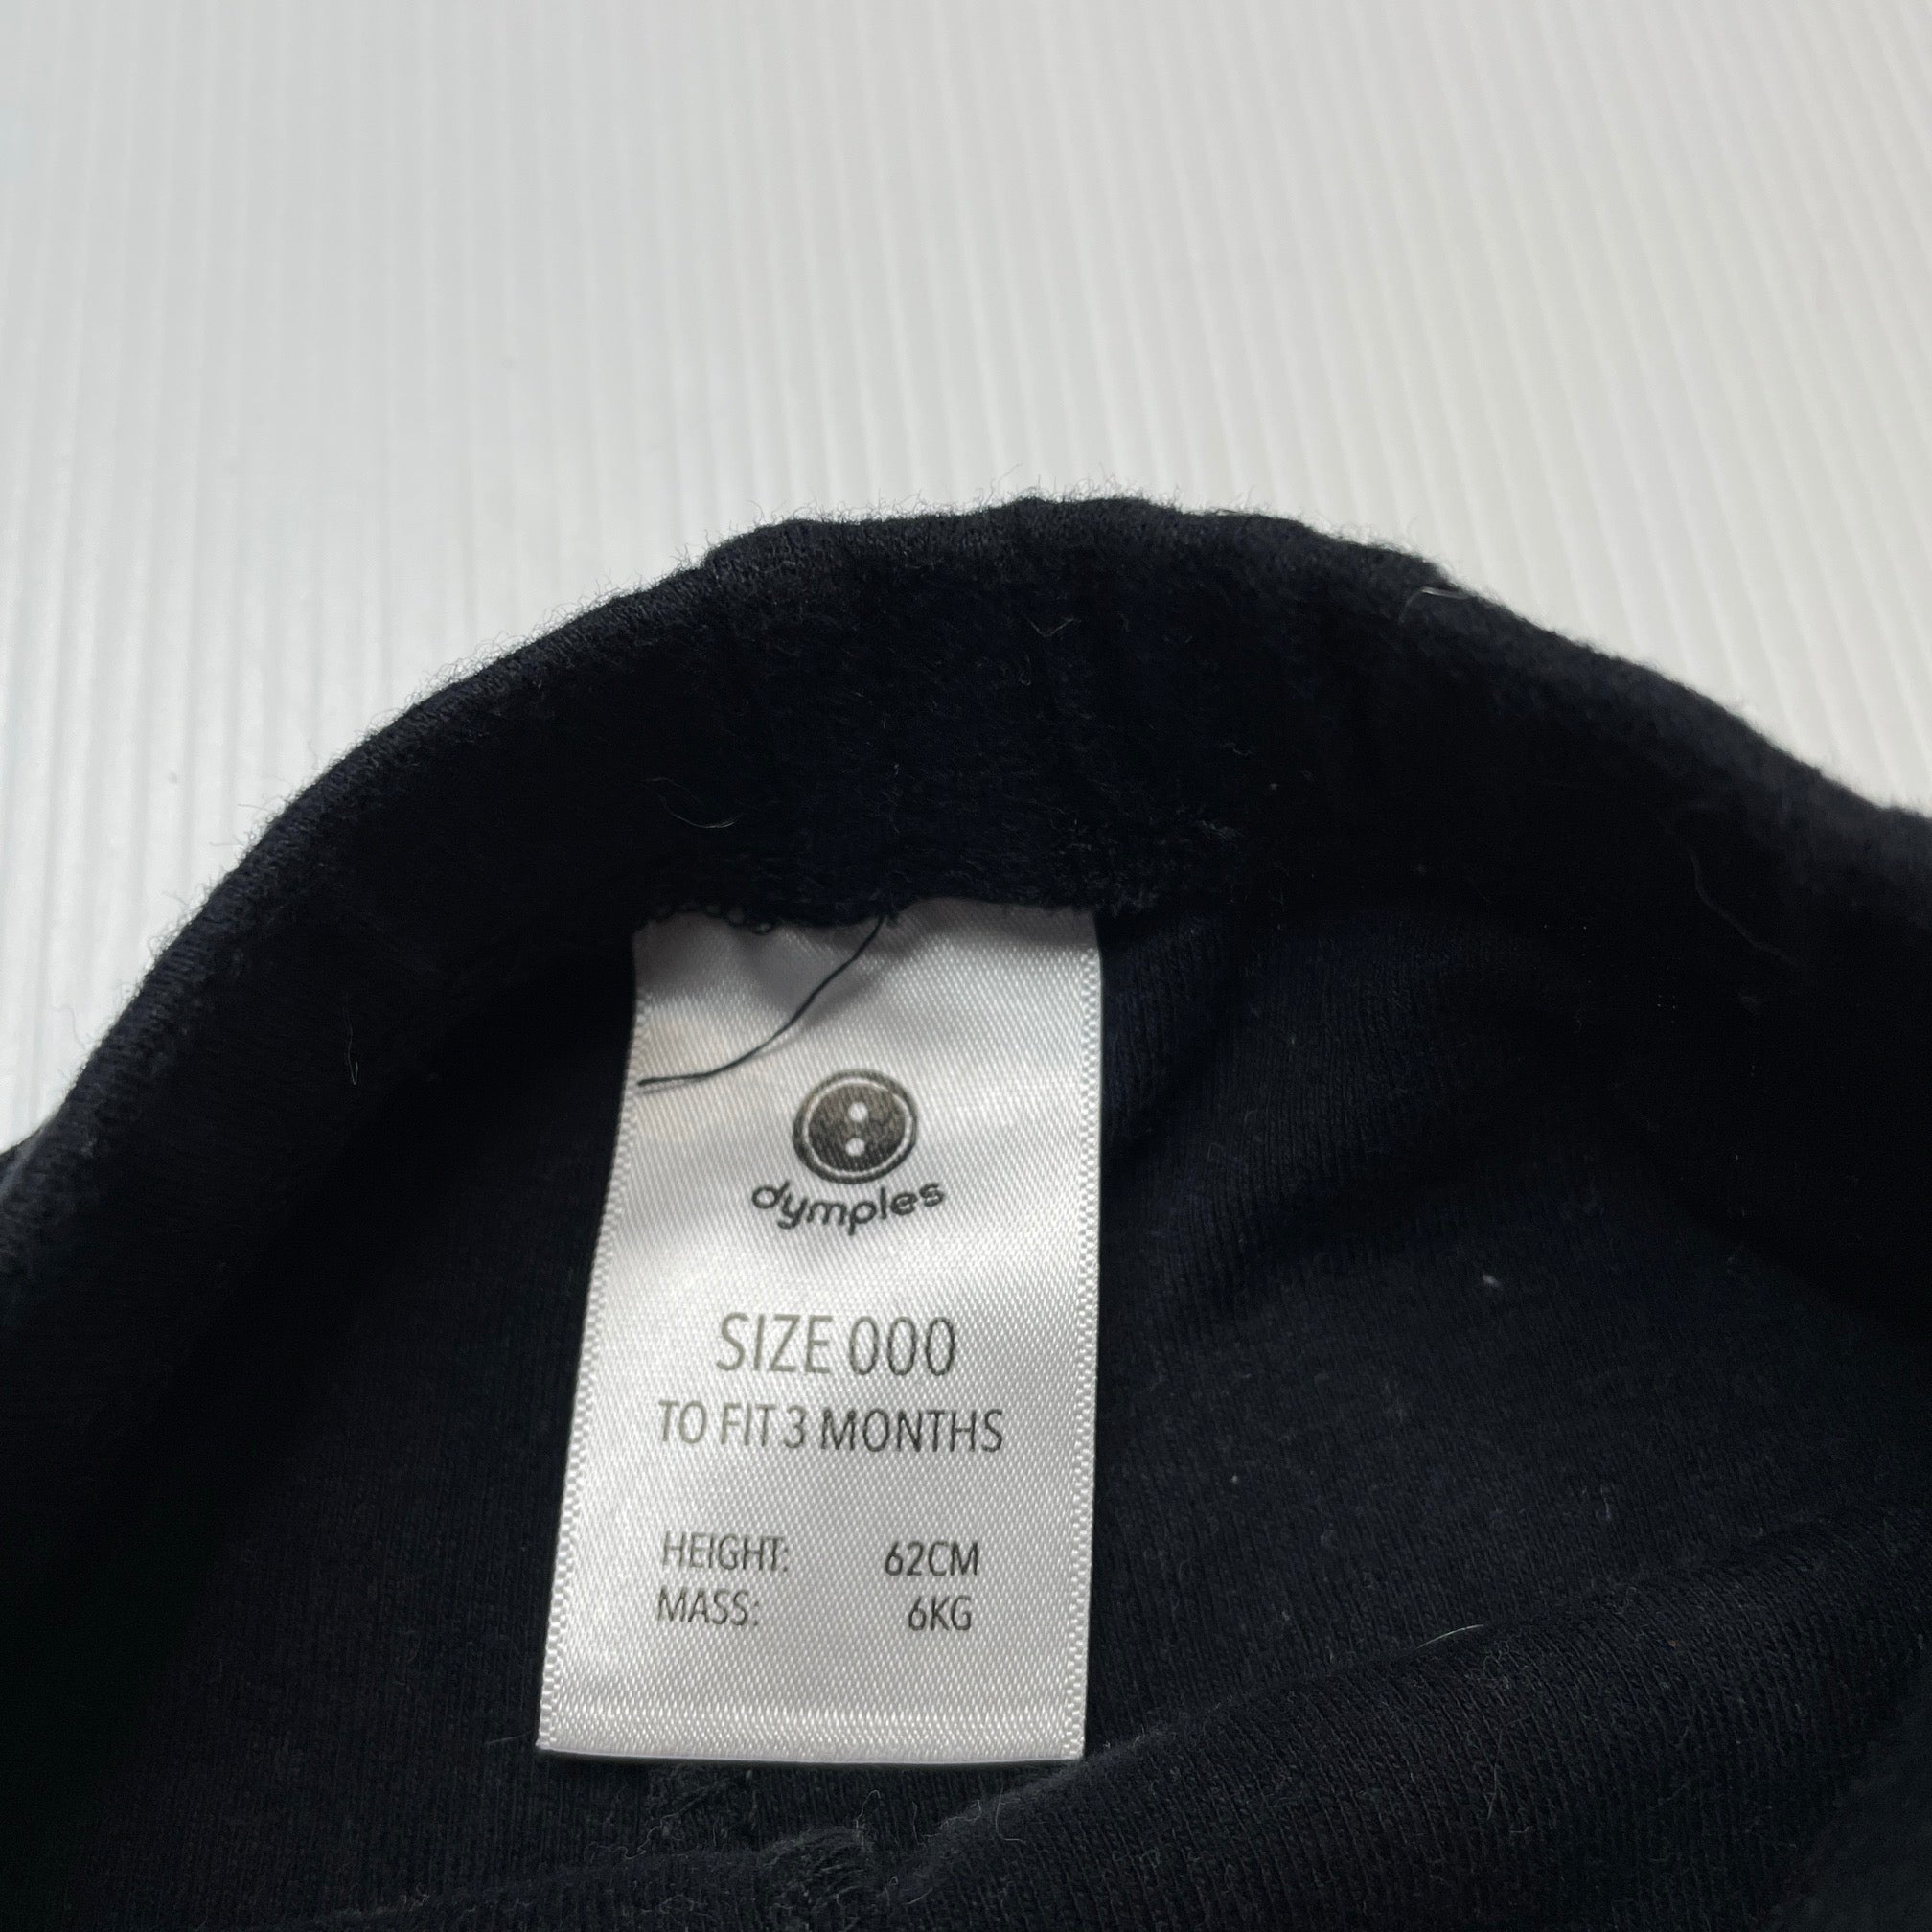 dymples
SIZE 000
TO FIT 3 MONTHS
HEIGHT: 62CM
MASS: 6KG